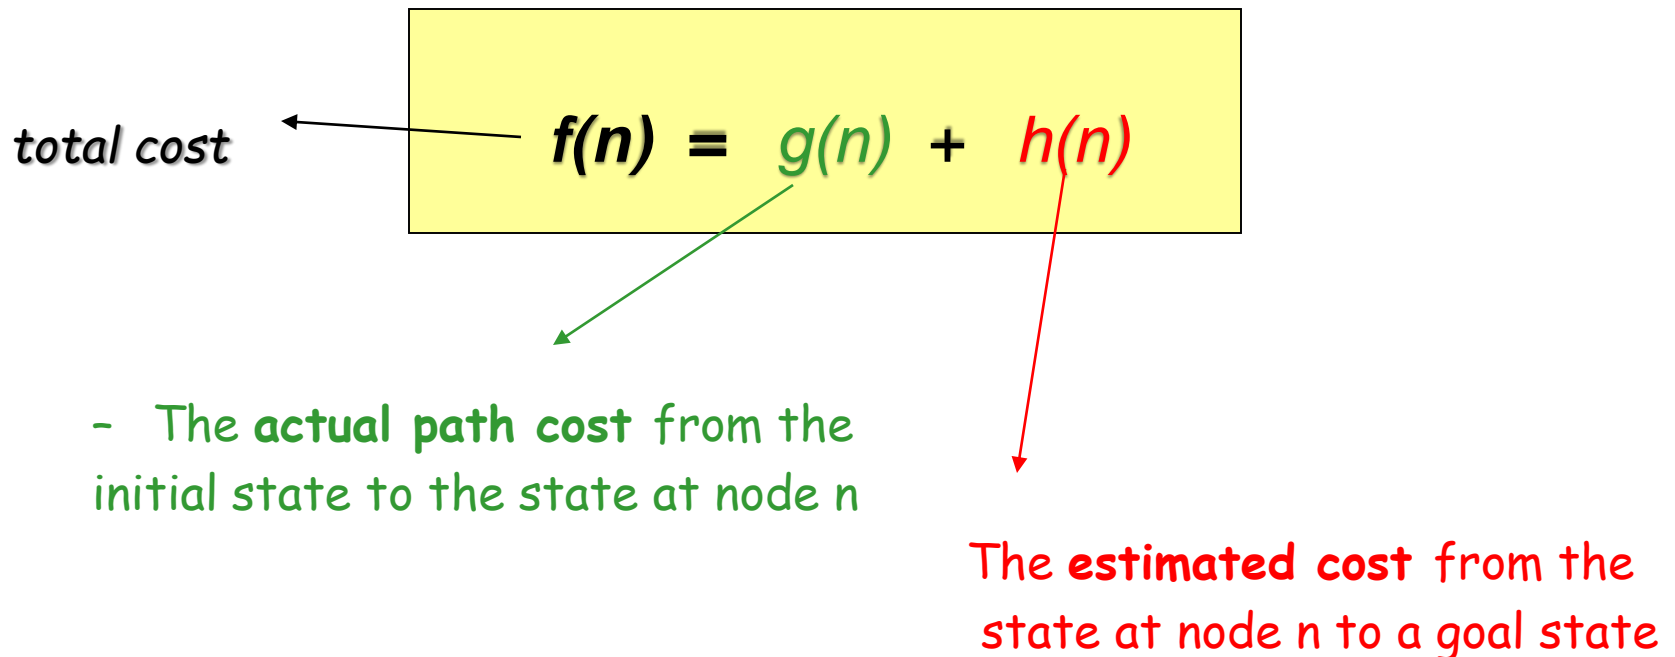 total cost
f(n) = g(n) + h(n)
- The actual path cost from the
initial state to the state at node n
The estimated cost from the
state at node n to a goal state